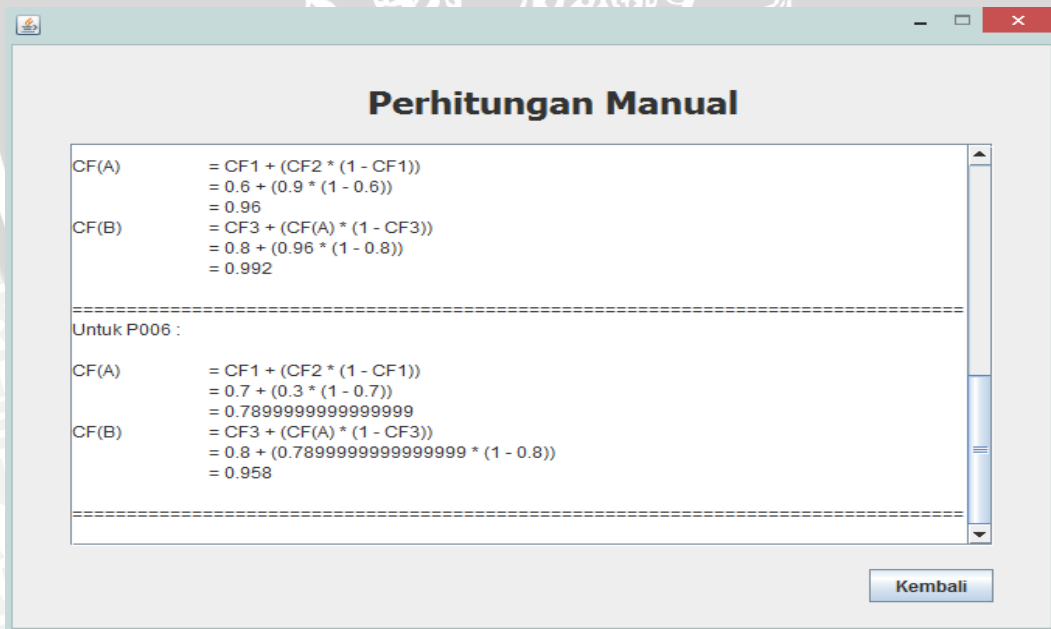 Perhitungan Manual
CF(A) = CF1 + (CF2 * (1 - CF1))
= 0.6 + (0.9 * (1 - 0.6))
= 0.96
CF(B) = CF3 + (CF(A) * (1 - CF3))
= 0.8 + (0.96 * (1 - 0.8))
= 0.992
=================================================================================
Untuk P006 :
CF(A) = CF1 + (CF2 * (1 - CF1))
= 0.7 + (0.3 * (1 - 0.7))
= 0.7899999999999999
CF(B) = CF3 + (CF(A) * (1 - CF3))
= 0.8 + (0.7899999999999999 * (1 - 0.8))
= 0.958
=================================================================================
Kembali